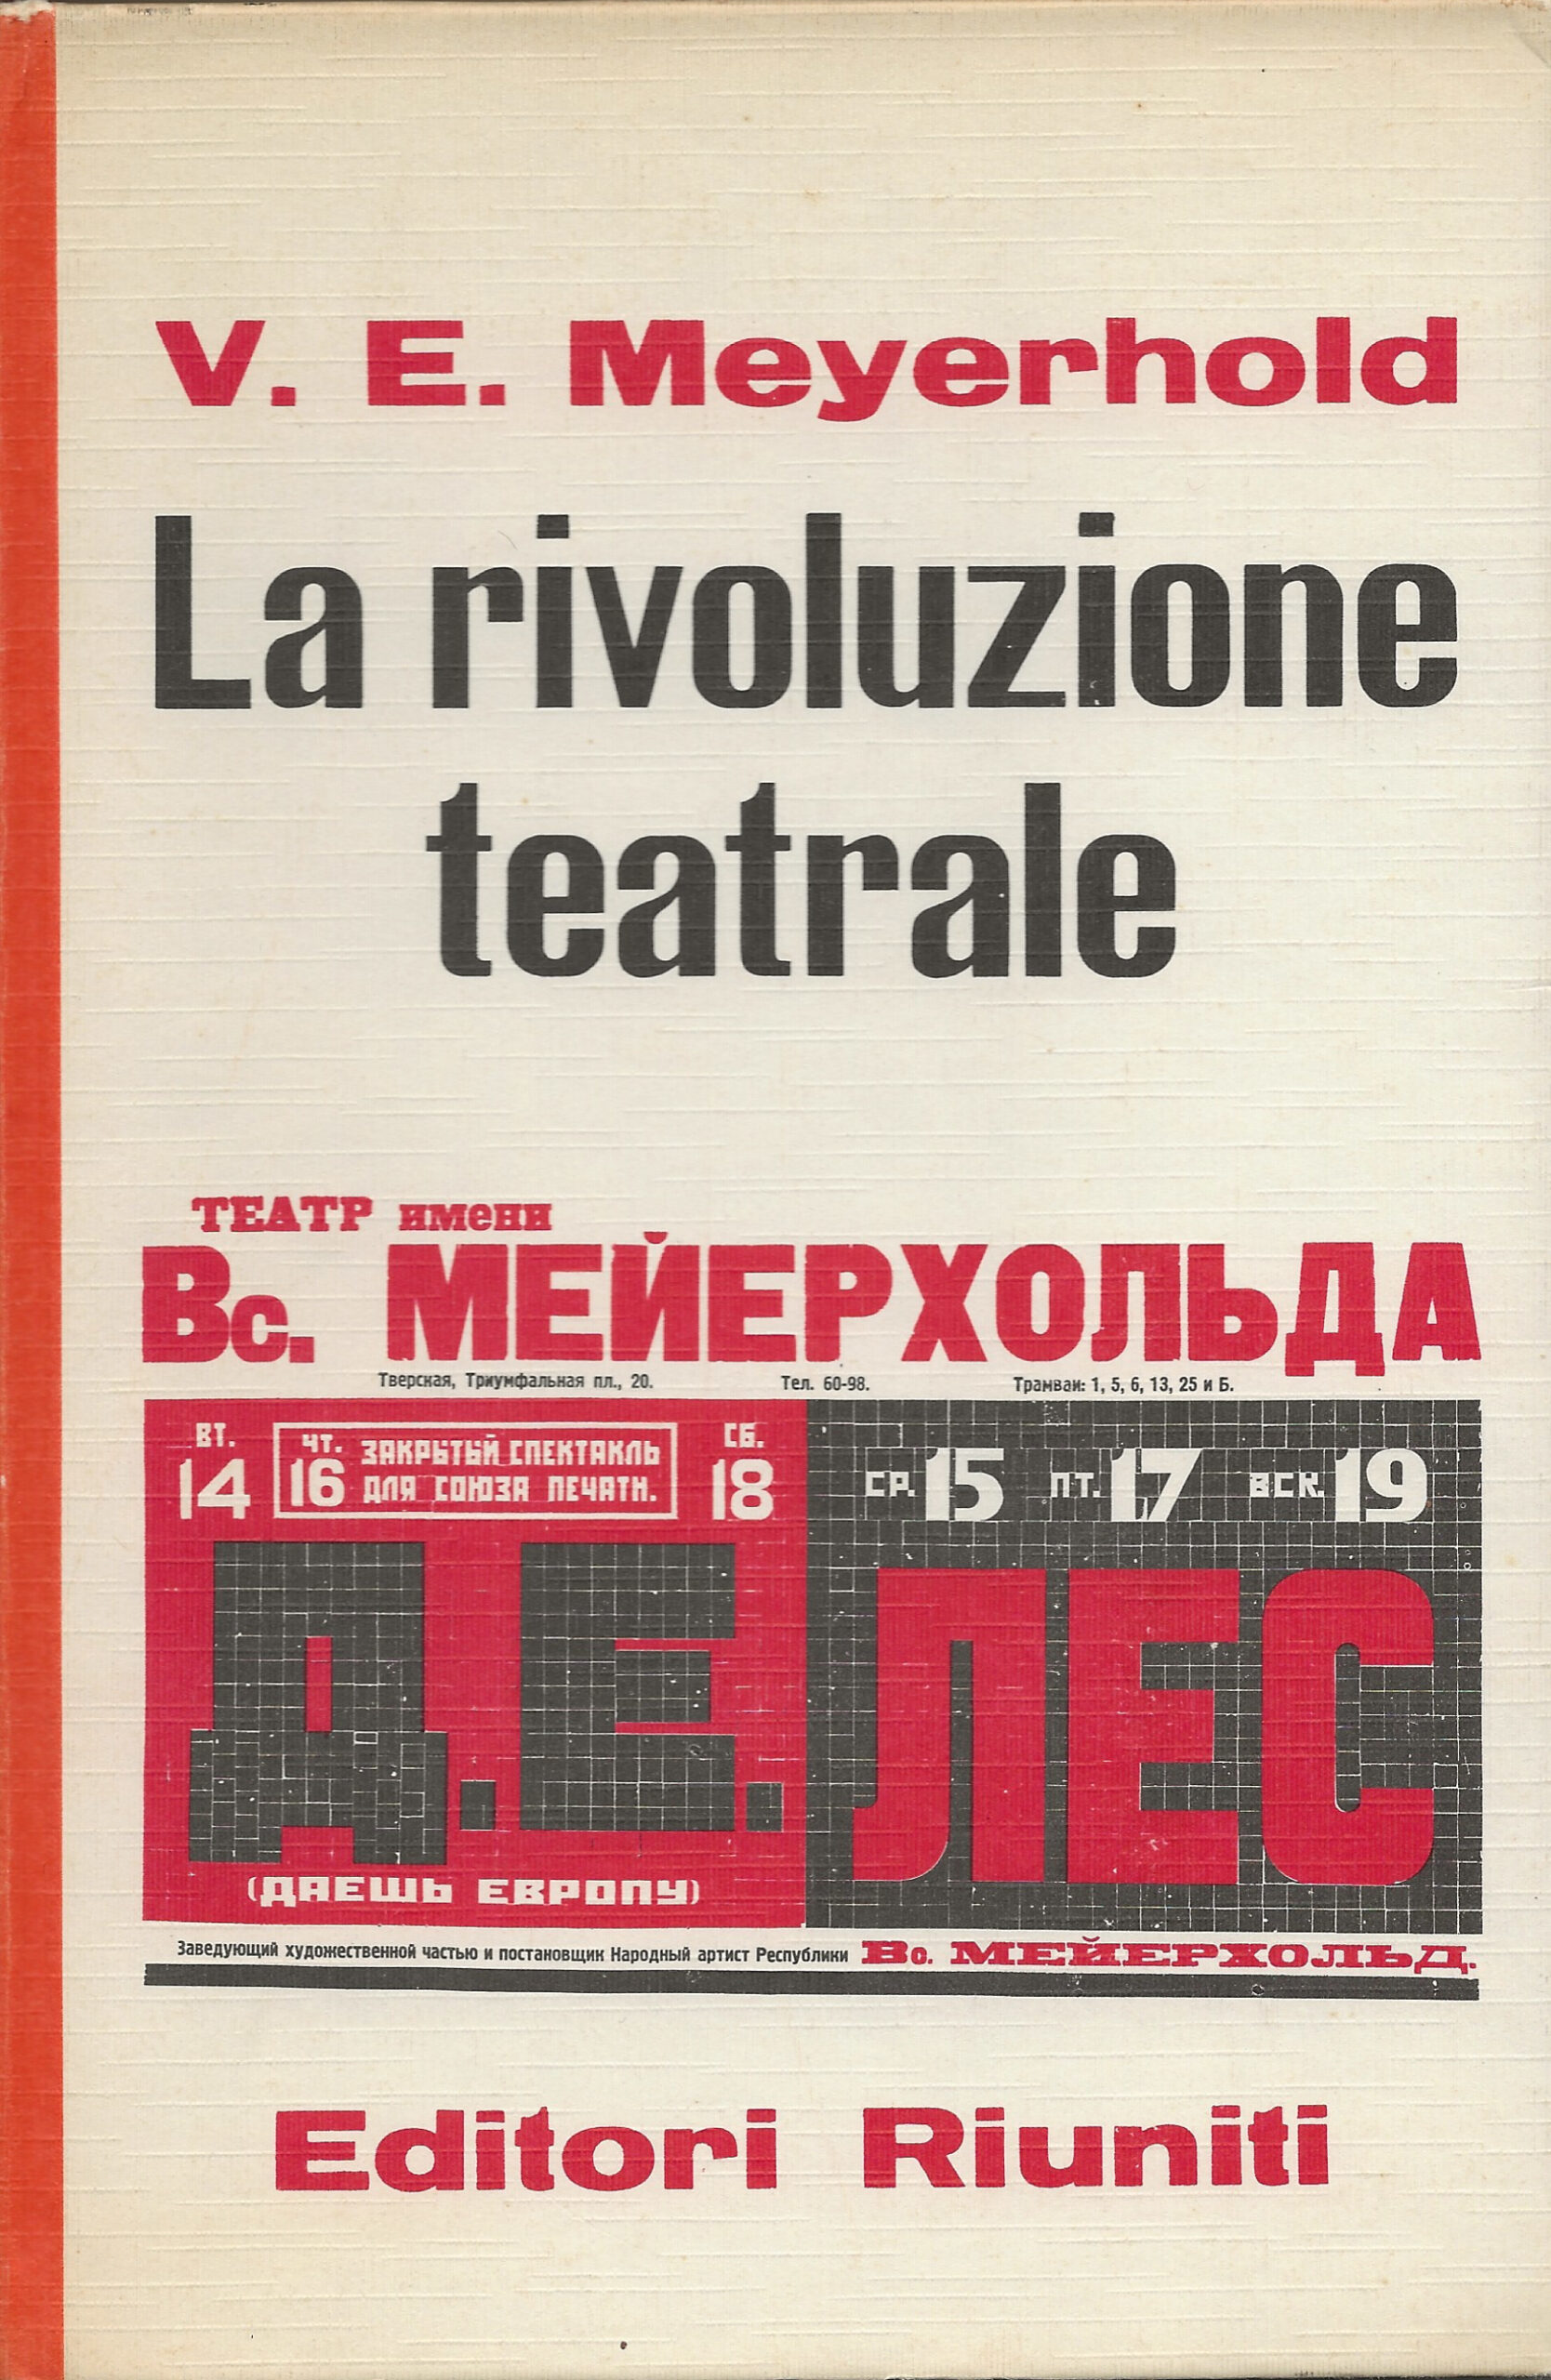 V. E. Meyerhold
La rivoluzione
teatrale
ТЕАТР имени
Вс. МЕЙЕРХОЛЬДА
Тверская, Триумфальная пл., 20. Тел. 60-98. Трамваи: 1, 5, 6, 13, 25 и Б.
ВТ. 14
ЧТ. 16 ЗАКРЫТЫЙ СПЕКТАКЛЬ
ДЛЯ СОЮЗА ПЕЧАТИ.
СБ. 18
СР. 15 ПТ. 17 ВСК. 19
Д.Е. ЛЕС
(ДАЕШЬ ЕВРОПУ)
Заведующий художественной частью и постановщик Народный артист Республики Вс. МЕЙЕРХОЛЬД.
Editori Riuniti